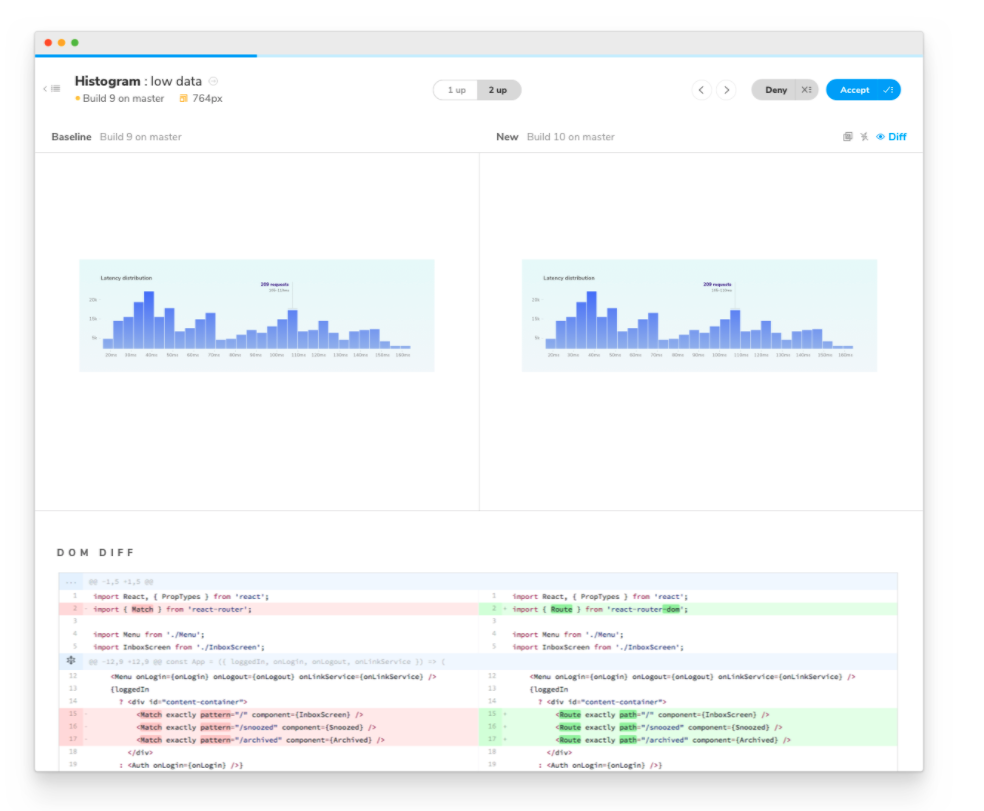 Histogram : low data
Build 9 on master 764px
1 up 2 up
Deny
Accept
Baseline Build 9 on master
New Build 10 on master
Diff
Latency distribution
209 requests
20k
15k
5k
20ms 30ms 40ms 50ms 60ms 70ms 80ms 90ms 100ms 110ms 120ms 130ms 140ms 150ms 160ms
Latency distribution
209 requests
20k
15k
5k
20ms 30ms 40ms 50ms 60ms 70ms 80ms 90ms 100ms 110ms 120ms 130ms 140ms 150ms 160ms
DOM DIFF
... @@ -1,5 +1,5 @@
1 import React, { PropTypes } from 'react';
2 - import { Match } from 'react-router';
3
4 import Menu from './Menu';
5 import InboxScreen from './InboxScreen';
1 import React, { PropTypes } from 'react';
2 + import { Route } from 'react-router-dom';
3
4 import Menu from './Menu';
5 import InboxScreen from './InboxScreen';
@@ -12,9 +12,9 @@ const App = ({ loggedIn, onLogin, onLogout, onLinkService }) => (
12 <Menu onLogin={onLogin} onLogout={onLogout} onLinkService={onLinkService} />
13 {loggedIn
14 ? <div id="content-container">
15 - <Match exactly pattern="/" component={InboxScreen} />
16 - <Match exactly pattern="/snoozed" component={Snoozed} />
17 - <Match exactly pattern="/archived" component={Archived} />
18 </div>
19 : <Auth onLogin={onLogin} />}
12 <Menu onLogin={onLogin} onLogout={onLogout} onLinkService={onLinkService} />
13 {loggedIn
14 ? <div id="content-container">
15 + <Route exactly path="/" component={InboxScreen} />
16 + <Route exactly path="/snoozed" component={Snoozed} />
17 + <Route exactly path="/archived" component={Archived} />
18 </div>
19 : <Auth onLogin={onLogin} />}